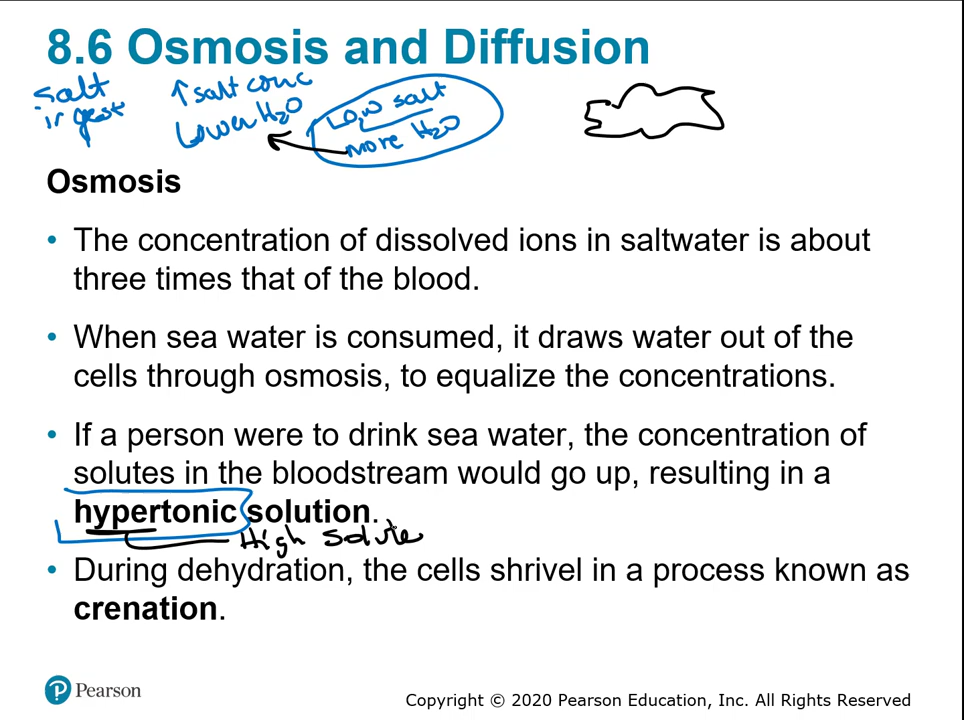 8.6 Osmosis and Diffusion
salt ↑ salt conc Low salt
ingest Lower H2O more H2O
Osmosis
• The concentration of dissolved ions in saltwater is about
three times that of the blood.
• When sea water is consumed, it draws water out of the
cells through osmosis, to equalize the concentrations.
• If a person were to drink sea water, the concentration of
solutes in the bloodstream would go up, resulting in a
hypertonic solution.
High solute
• During dehydration, the cells shrivel in a process known as
crenation.
P Pearson
Copyright © 2020 Pearson Education, Inc. All Rights Reserved